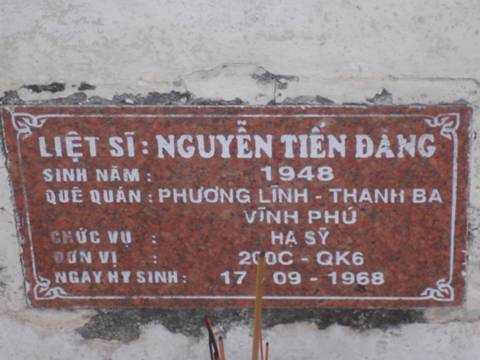 LIỆT SĨ : NGUYỄN TIẾN ĐĂNG
SINH NĂM : 1948
QUÊ QUÁN : PHƯƠNG LĨNH - THANH BA
VĨNH PHÚ
CHỨC VỤ : HẠ SỸ
ĐƠN VỊ : 200C - QK6
NGÀY HY SINH : 17 09 - 1968